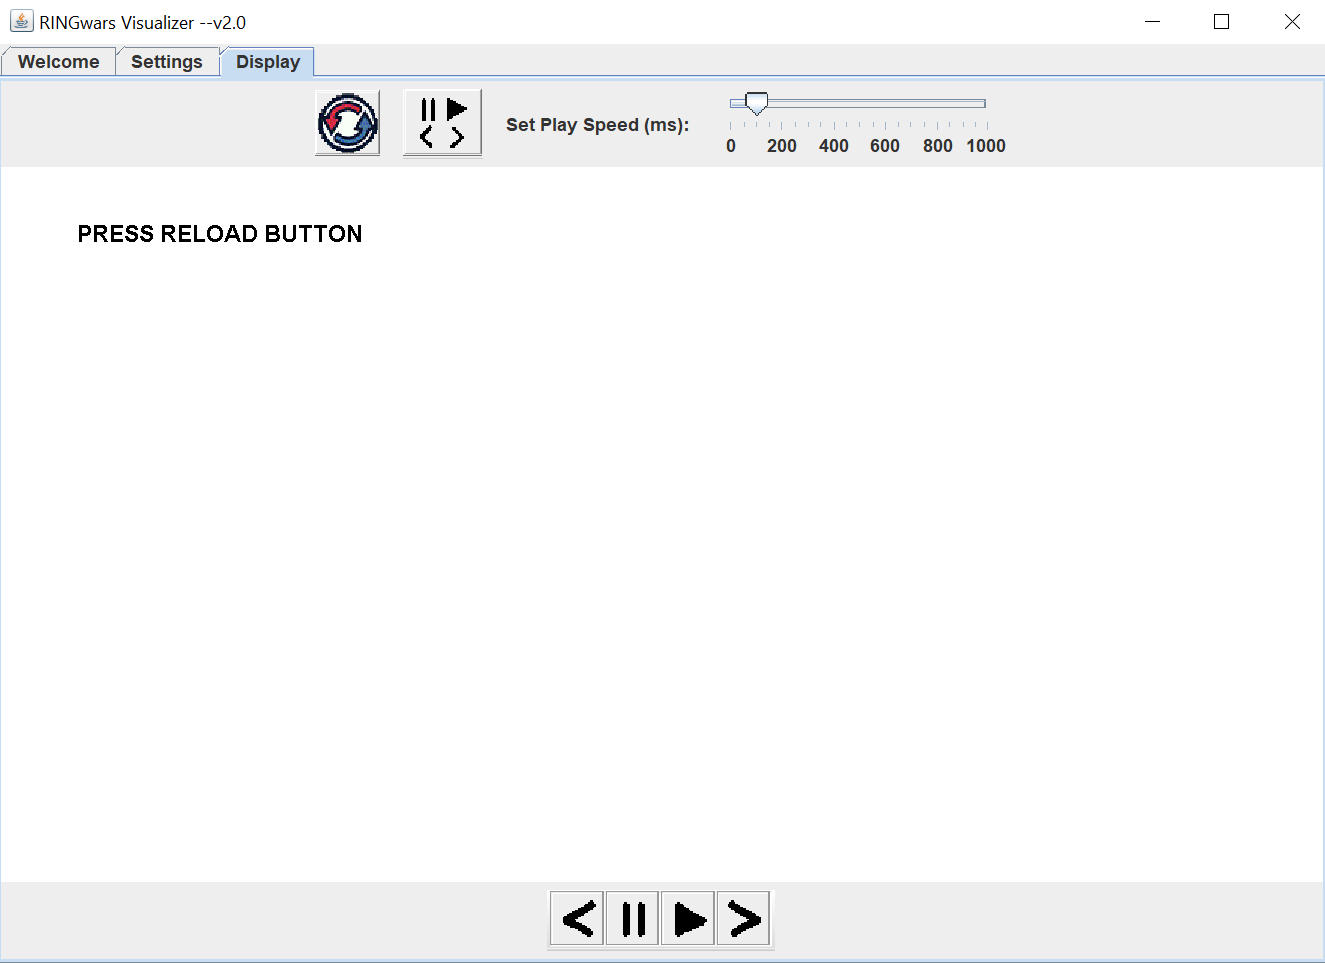 RINGwars Visualizer --v2.0
Welcome Settings Display
Set Play Speed (ms):
0 200 400 600 800 1000
PRESS RELOAD BUTTON